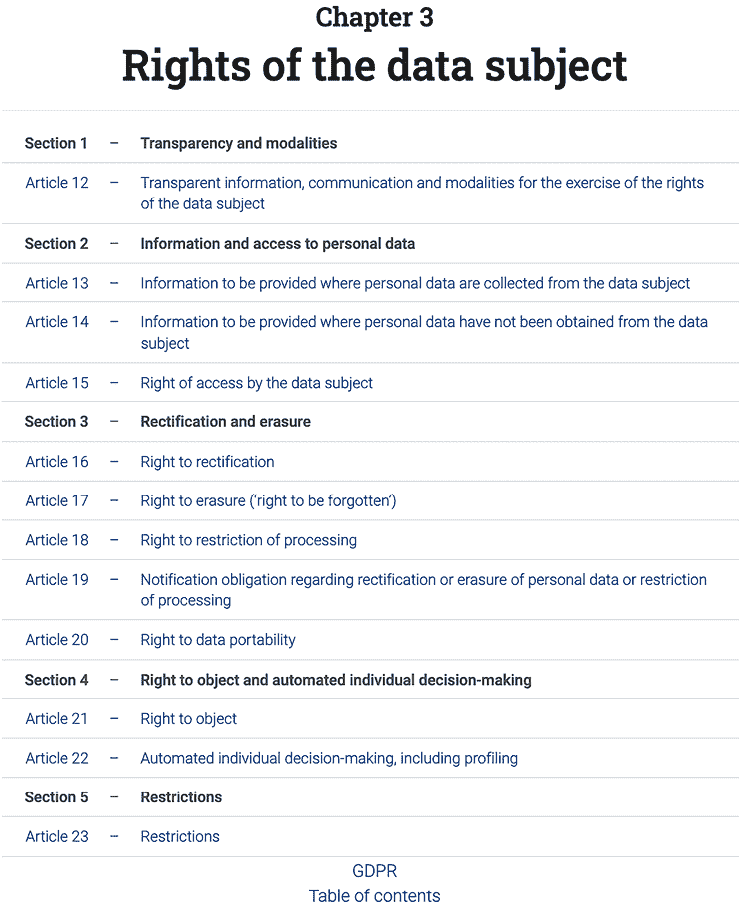 Chapter 3
Rights of the data subject
Section 1 – Transparency and modalities
Article 12 – Transparent information, communication and modalities for the exercise of the rights
of the data subject
Section 2 – Information and access to personal data
Article 13 – Information to be provided where personal data are collected from the data subject
Article 14 – Information to be provided where personal data have not been obtained from the data
subject
Article 15 – Right of access by the data subject
Section 3 – Rectification and erasure
Article 16 – Right to rectification
Article 17 – Right to erasure (‘right to be forgotten’)
Article 18 – Right to restriction of processing
Article 19 – Notification obligation regarding rectification or erasure of personal data or restriction
of processing
Article 20 – Right to data portability
Section 4 – Right to object and automated individual decision-making
Article 21 – Right to object
Article 22 – Automated individual decision-making, including profiling
Section 5 – Restrictions
Article 23 – Restrictions
GDPR
Table of contents